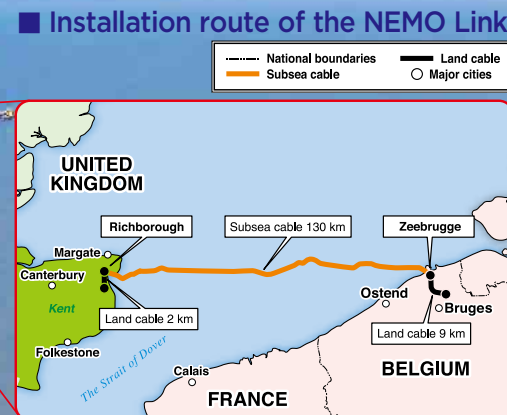 ■ Installation route of the NEMO Link
National boundaries
Land cable
Subsea cable
Major cities
UNITED
KINGDOM
Richborough
Subsea cable 130 km
Zeebrugge
Margate
Canterbury
Kent
Ostend
Bruges
Land cable 2 km
Land cable 9 km
Folkestone
The Strait of Dover
Calais
BELGIUM
FRANCE